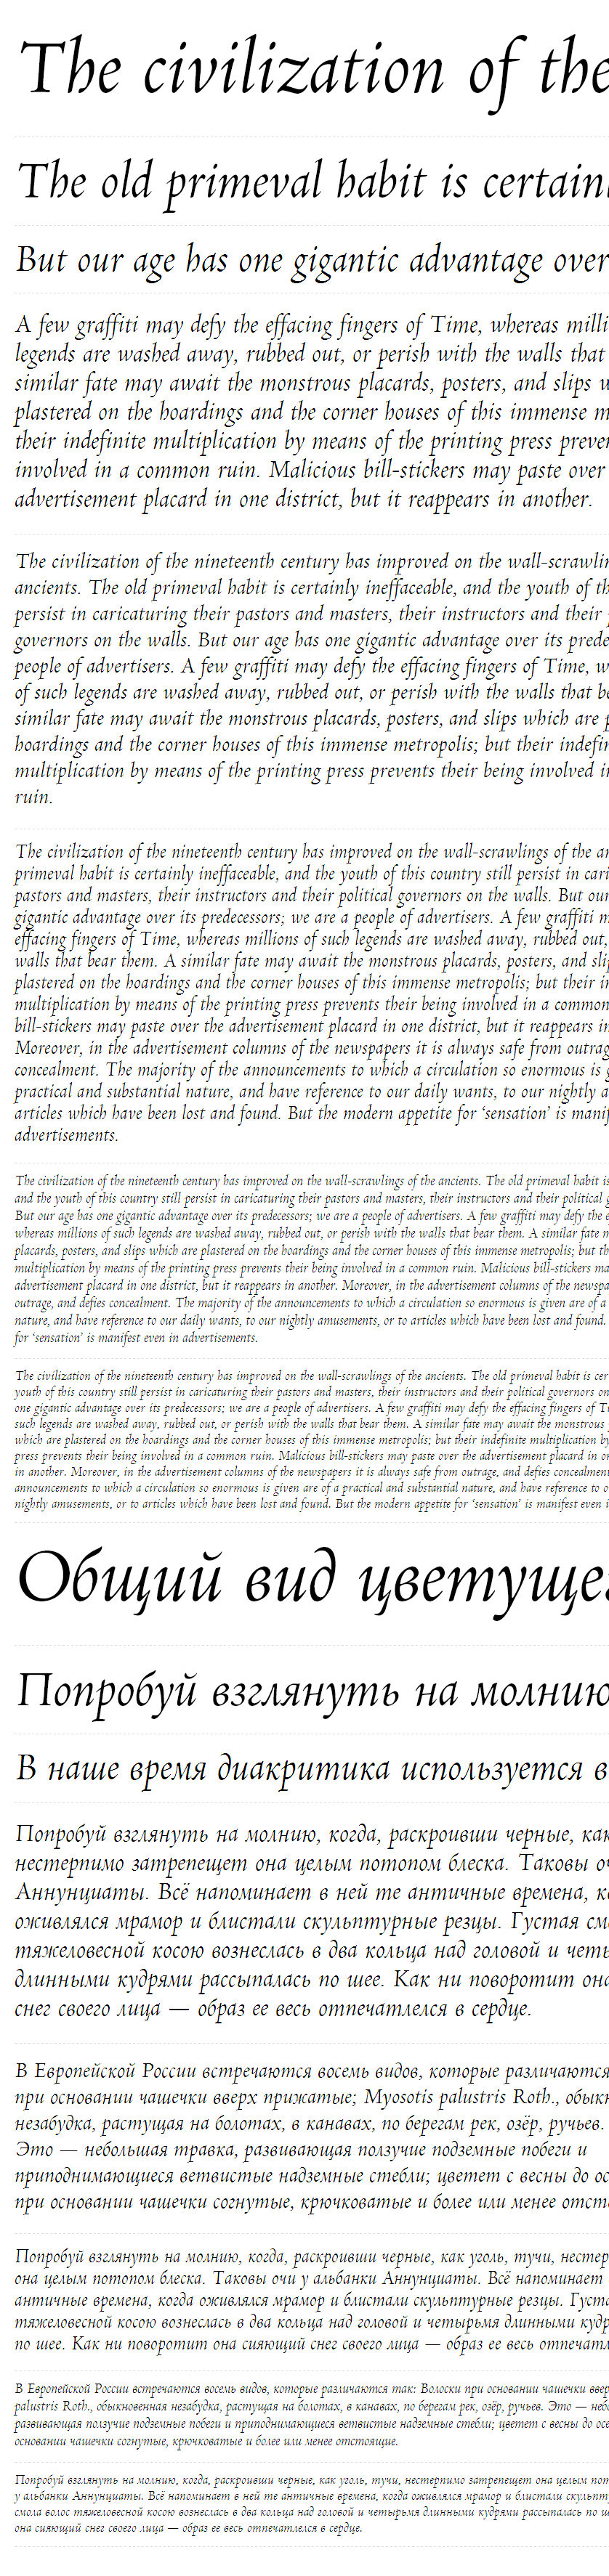 The civilization of the
The old primeval habit is certainl
But our age has one gigantic advantage over
A few graffiti may defy the effacing fingers of Time, whereas milli
legends are washed away, rubbed out, or perish with the walls that
similar fate may await the monstrous placards, posters, and slips w
plastered on the hoardings and the corner houses of this immense m
their indefinite multiplication by means of the printing press preven
involved in a common ruin. Malicious bill-stickers may paste over
advertisement placard in one district, but it reappears in another.
The civilization of the nineteenth century has improved on the wall-scrawlin
ancients. The old primeval habit is certainly ineffaceable, and the youth of th
persist in caricaturing their pastors and masters, their instructors and their p
governors on the walls. But our age has one gigantic advantage over its prede
people of advertisers. A few graffiti may defy the effacing fingers of Time, w
of such legends are washed away, rubbed out, or perish with the walls that be
similar fate may await the monstrous placards, posters, and slips which are p
hoardings and the corner houses of this immense metropolis; but their indefin
multiplication by means of the printing press prevents their being involved in
ruin.
The civilization of the nineteenth century has improved on the wall-scrawlings of the an
primeval habit is certainly ineffaceable, and the youth of this country still persist in cari
pastors and masters, their instructors and their political governors on the walls. But our
gigantic advantage over its predecessors; we are a people of advertisers. A few graffiti m
effacing fingers of Time, whereas millions of such legends are washed away, rubbed out,
walls that bear them. A similar fate may await the monstrous placards, posters, and slip
plastered on the hoardings and the corner houses of this immense metropolis; but their in
multiplication by means of the printing press prevents their being involved in a common
bill-stickers may paste over the advertisement placard in one district, but it reappears in
Moreover, in the advertisement columns of the newspapers it is always safe from outrag
concealment. The majority of the announcements to which a circulation so enormous is g
practical and substantial nature, and have reference to our daily wants, to our nightly a
articles which have been lost and found. But the modern appetite for ‘sensation’ is manif
advertisements.
The civilization of the nineteenth century has improved on the wall-scrawlings of the ancients. The old primeval habit is
and the youth of this country still persist in caricaturing their pastors and masters, their instructors and their political g
But our age has one gigantic advantage over its predecessors; we are a people of advertisers. A few graffiti may defy the e
whereas millions of such legends are washed away, rubbed out, or perish with the walls that bear them. A similar fate m
placards, posters, and slips which are plastered on the hoardings and the corner houses of this immense metropolis; but th
multiplication by means of the printing press prevents their being involved in a common ruin. Malicious bill-stickers ma
advertisement placard in one district, but it reappears in another. Moreover, in the advertisement columns of the newspa
outrage, and defies concealment. The majority of the announcements to which a circulation so enormous is given are of a
nature, and have reference to our daily wants, to our nightly amusements, or to articles which have been lost and found.
for ‘sensation’ is manifest even in advertisements.
The civilization of the nineteenth century has improved on the wall-scrawlings of the ancients. The old primeval habit is cer
youth of this country still persist in caricaturing their pastors and masters, their instructors and their political governors on
one gigantic advantage over its predecessors; we are a people of advertisers. A few graffiti may defy the effacing fingers of Ti
such legends are washed away, rubbed out, or perish with the walls that bear them. A similar fate may await the monstrous
which are plastered on the hoardings and the corner houses of this immense metropolis; but their indefinite multiplication by
press prevents their being involved in a common ruin. Malicious bill-stickers may paste over the advertisement placard in on
in another. Moreover, in the advertisement columns of the newspapers it is always safe from outrage, and defies concealment
announcements to which a circulation so enormous is given are of a practical and substantial nature, and have reference to o
nightly amusements, or to articles which have been lost and found. But the modern appetite for ‘sensation’ is manifest even i
Общий вид цветущег
Попробуй взглянуть на молнию
В наше время диакритика используется в
Попробуй взглянуть на молнию, когда, раскроивши черные, как
нестерпимо затрепещет она целым потопом блеска. Таковы оч
Аннунциаты. Всё напоминает в ней те античные времена, ко
оживлялся мрамор и блистали скульптурные резцы. Густая смо
тяжеловесной косою вознеслась в два кольца над головой и четы
длинными кудрями рассыпалась по шее. Как ни поворотит она
снег своего лица — образ ее весь отпечатлелся в сердце.
В Европейской России встречаются восемь видов, которые различаются
при основании чашечки вверх прижатые; Myosotis palustris Roth., обыкн
незабудка, растущая на болотах, в канавах, по берегам рек, озёр, ручьев.
Это — небольшая травка, развивающая ползучие подземные побеги и
приподнимающиеся ветвистые надземные стебли; цветет с весны до ос
при основании чашечки согнутые, крючковатые и более или менее отсто
Попробуй взглянуть на молнию, когда, раскроивши черные, как уголь, тучи, нестерп
она целым потопом блеска. Таковы очи у альбанки Аннунциаты. Всё напоминает
античные времена, когда оживлялся мрамор и блистали скульптурные резцы. Густа
тяжеловесной косою вознеслась в два кольца над головой и четырьмя длинными кудр
по шее. Как ни поворотит она сияющий снег своего лица — образ ее весь отпечатл
В Европейской России встречаются восемь видов, которые различаются так: Волоски при основании чашечки ввер
palustris Roth., обыкновенная незабудка, растущая на болотах, в канавах, по берегам рек, озёр, ручьев. Это — небо
развивающая ползучие подземные побеги и приподнимающиеся ветвистые надземные стебли; цветет с весны до осе
основании чашечки согнутые, крючковатые и более или менее отстоящие.
Попробуй взглянуть на молнию, когда, раскроивши черные, как уголь, тучи, нестерпимо затрепещет она целым пот
у альбанки Аннунциаты. Всё напоминает в ней те античные времена, когда оживлялся мрамор и блистали скульпту
смола волос тяжеловесной косою вознеслась в два кольца над головой и четырьмя длинными кудрями рассыпалась по ш
она сияющий снег своего лица — образ ее весь отпечатлелся в сердце.